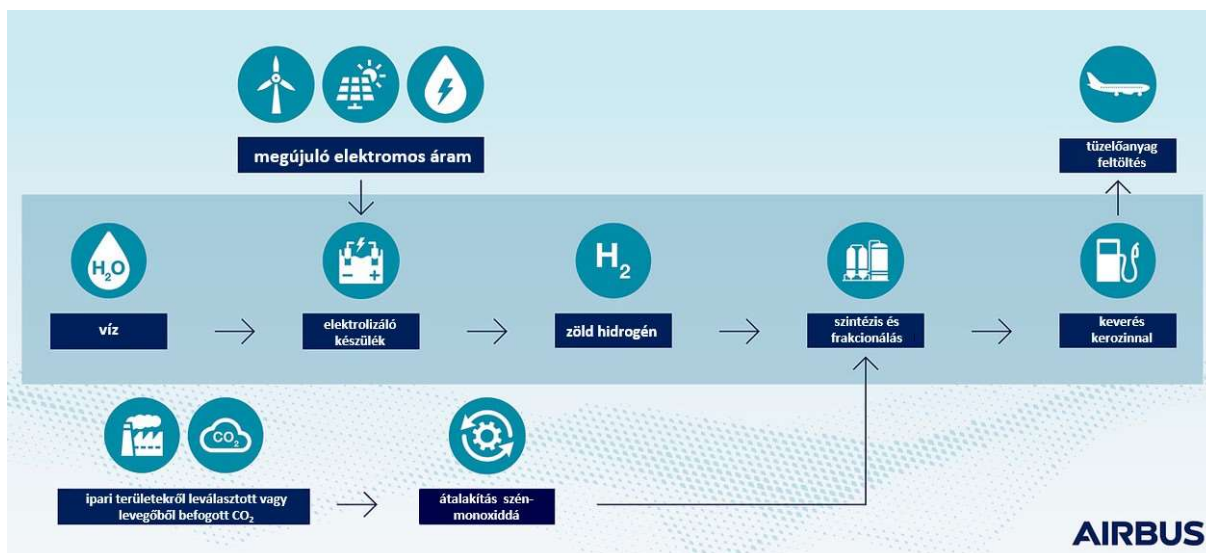 megújuló elektromos áram
tüzelőanyag
feltöltés
H₂O
H₂
víz
elektrolizáló
készülék
zöld hidrogén
szintézis és
frakcionálás
keverés
kerozinnal
CO₂
ipari területekről leválasztott vagy
levegőből befogott CO₂
átalakítás szén-
monoxiddá
AIRBUS